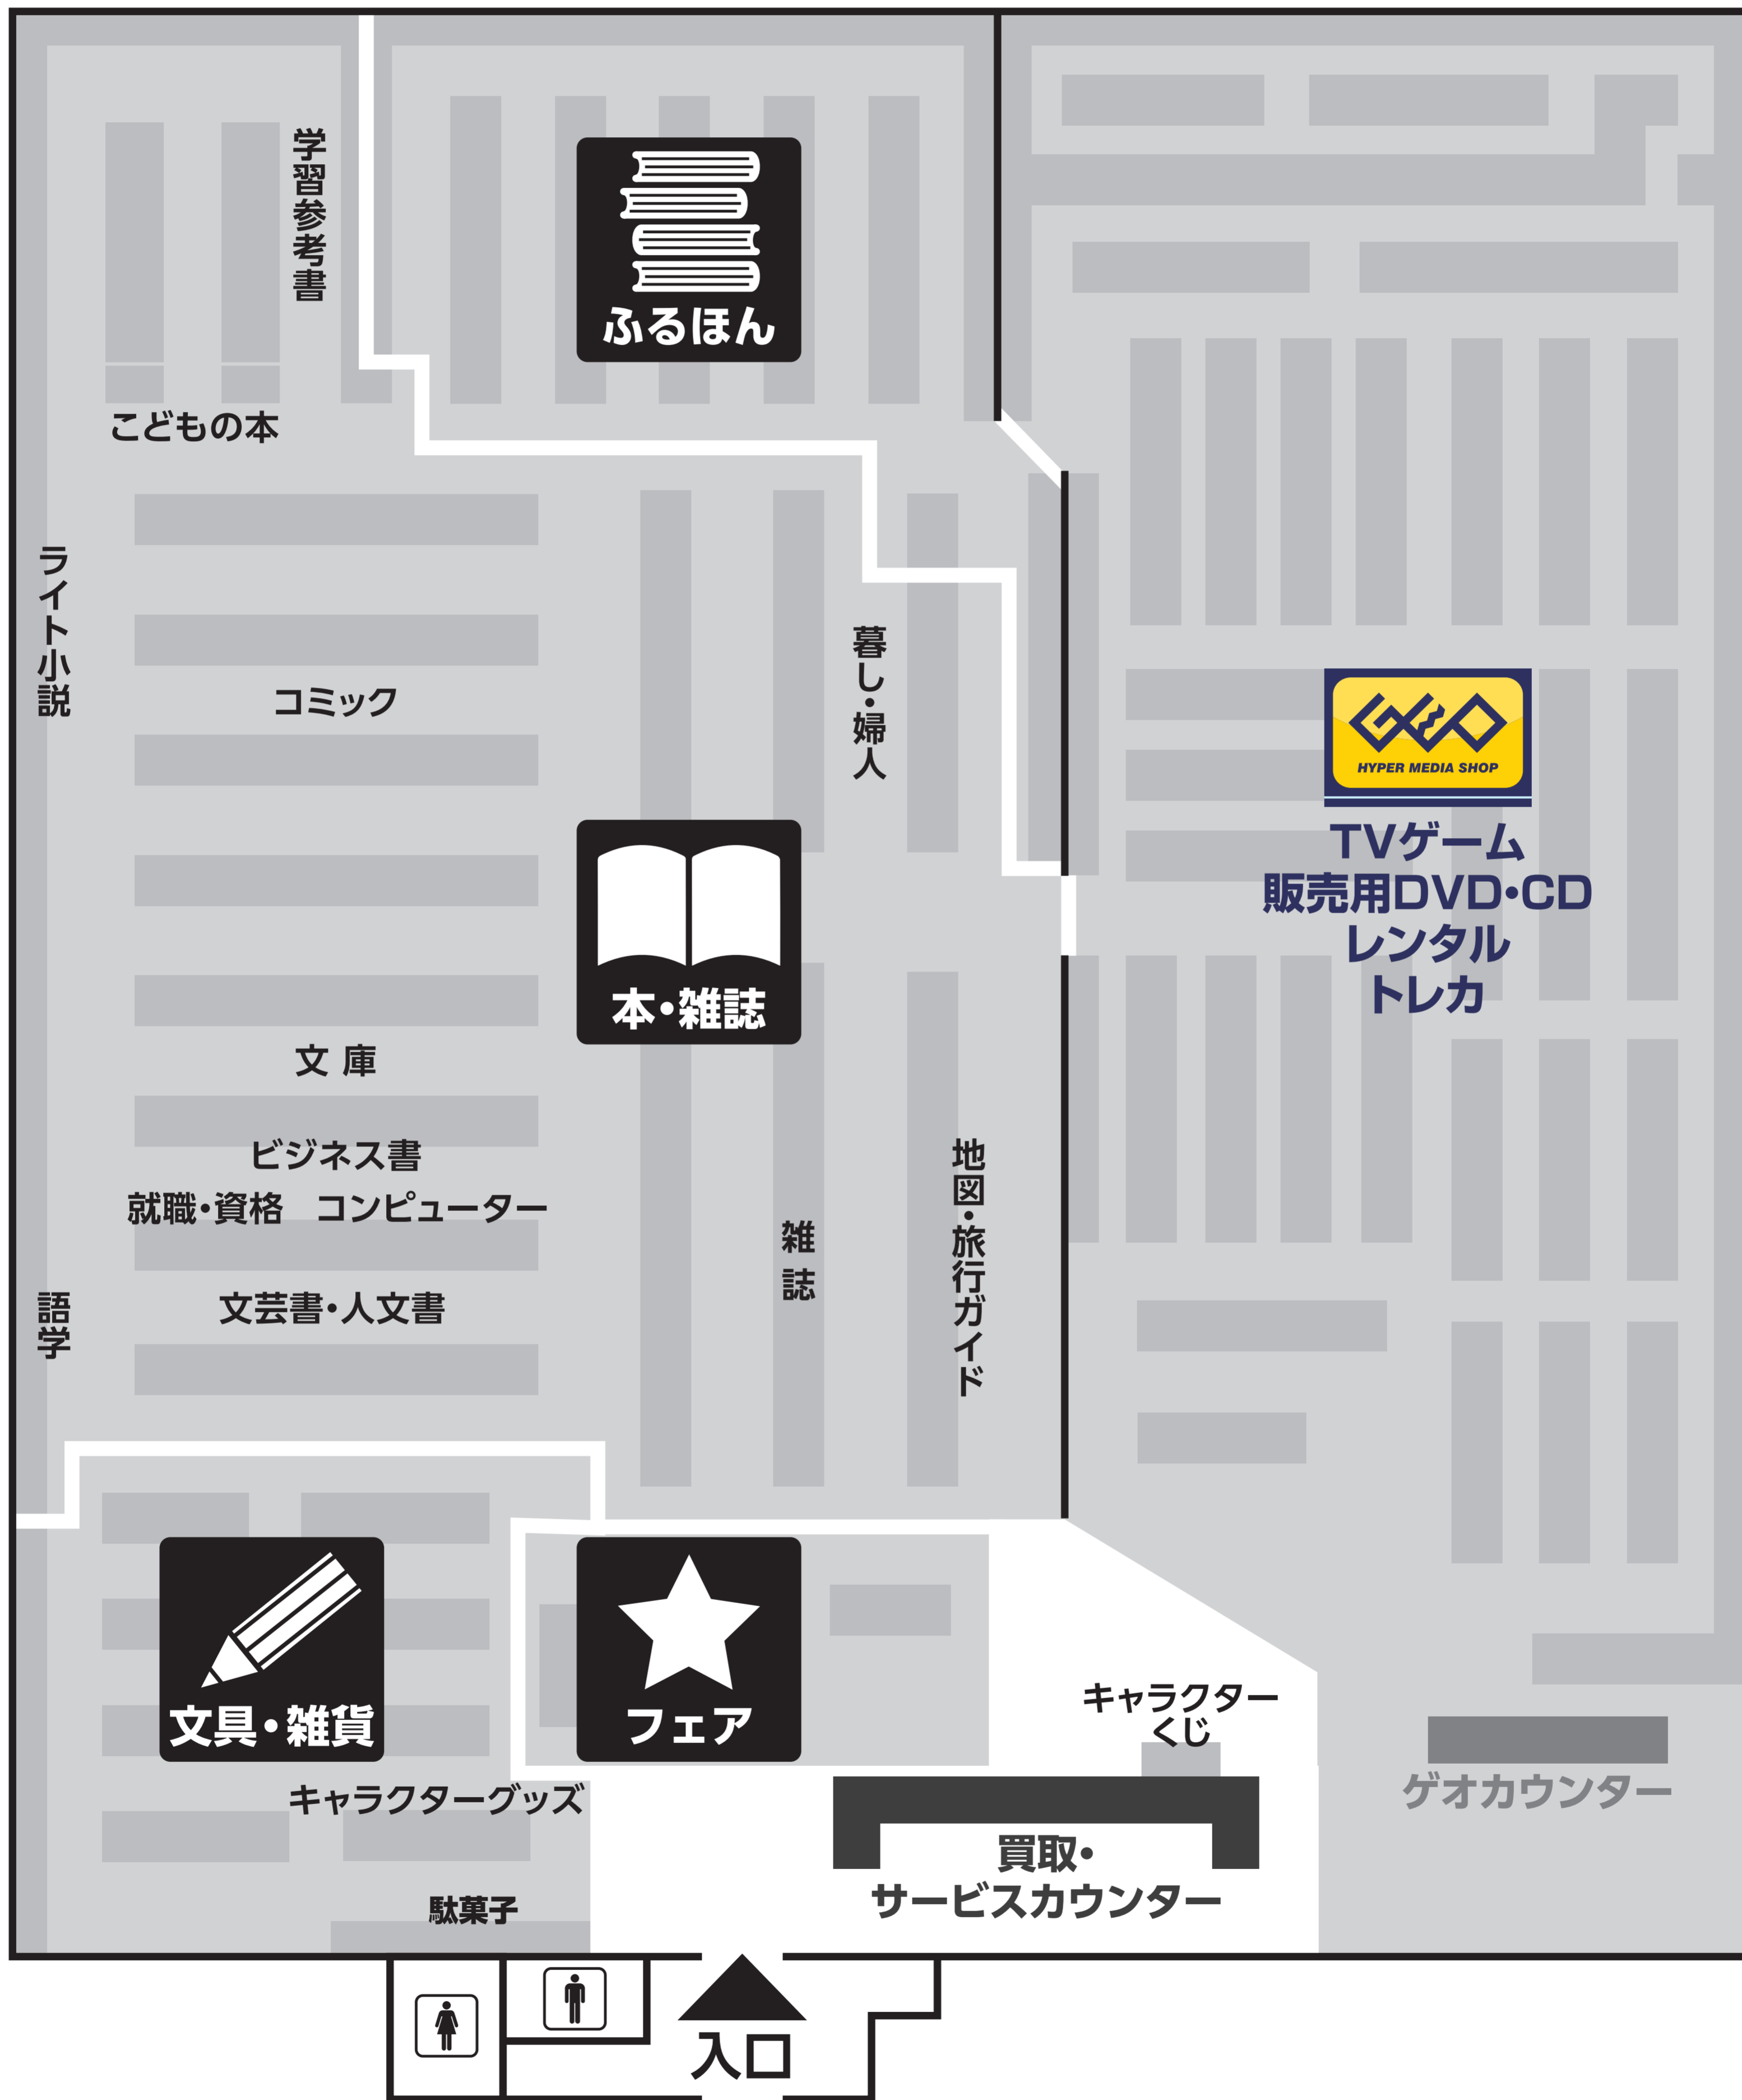 学習参考書
ふるほん
こどもの本
ライト小説
コミック
暮し・婦人
GEO
HYPER MEDIA SHOP
TVゲーム
販売用DVD・CD
レンタル
トレカ
本・雑誌
文庫
ビジネス書
就職・資格 コンピューター
文芸書・人文書
語学
雑誌
地図・旅行ガイド
文具・雑貨
フェア
キャラクターグッズ
駄菓子
キャラクター
くじ
ゲオカウンター
買取・
サービスカウンター
入口